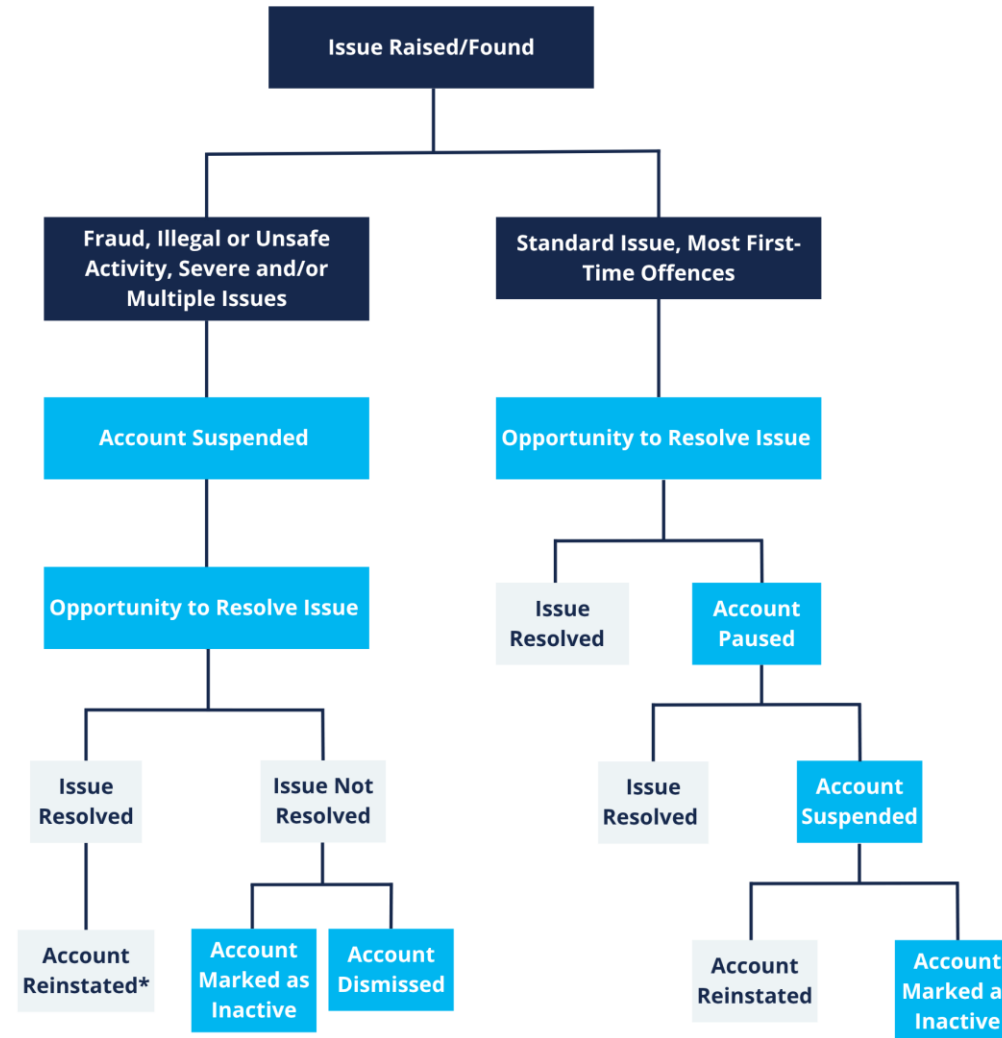 Issue Raised/Found
Fraud, Illegal or Unsafe
Activity, Severe and/or
Multiple Issues
Standard Issue, Most First-
Time Offences
Account Suspended
Opportunity to Resolve Issue
Opportunity to Resolve Issue
Issue
Resolved
Account
Paused
Issue
Resolved
Issue Not
Resolved
Issue
Resolved
Account
Suspended
Account
Reinstated*
Account
Marked as
Inactive
Account
Dismissed
Account
Reinstated
Account
Marked a
Inactive